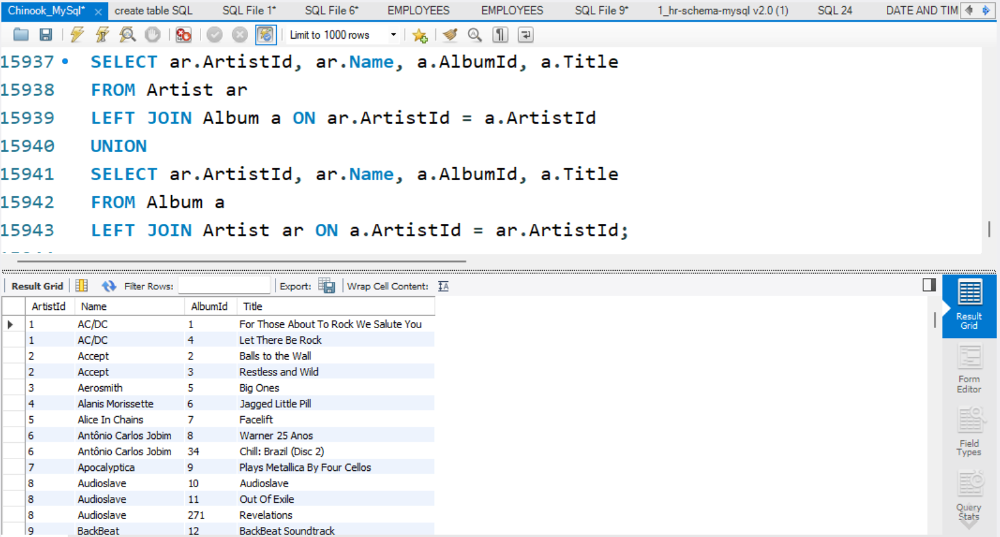 Chinook_MySql* × create table SQL SQL File 1* SQL File 6* EMPLOYEES EMPLOYEES SQL File 9* 1_hr-schema-mysql v2.0 (1) SQL 24 DATE AND TIM
Limit to 1000 rows
15937 SELECT ar.ArtistId, ar.Name, a.AlbumId, a.Title
15938 FROM Artist ar
15939 LEFT JOIN Album a ON ar.ArtistId = a.ArtistId
15940 UNION
15941 SELECT ar.ArtistId, ar.Name, a.AlbumId, a.Title
15942 FROM Album a
15943 LEFT JOIN Artist ar ON a.ArtistId = ar.ArtistId;
Result Grid Filter Rows: Export: Wrap Cell Content:
ArtistId Name AlbumId Title
1 AC/DC 1 For Those About To Rock We Salute You
1 AC/DC 4 Let There Be Rock
2 Accept 2 Balls to the Wall
2 Accept 3 Restless and Wild
3 Aerosmith 5 Big Ones
4 Alanis Morissette 6 Jagged Little Pill
5 Alice In Chains 7 Facelift
6 Antônio Carlos Jobim 8 Warner 25 Anos
6 Antônio Carlos Jobim 34 Chill: Brazil (Disc 2)
7 Apocalyptica 9 Plays Metallica By Four Cellos
8 Audioslave 10 Audioslave
8 Audioslave 11 Out Of Exile
8 Audioslave 271 Revelations
9 BackBeat 12 BackBeat Soundtrack
Result
Grid
Form
Editor
Field
Types
Query
Stats